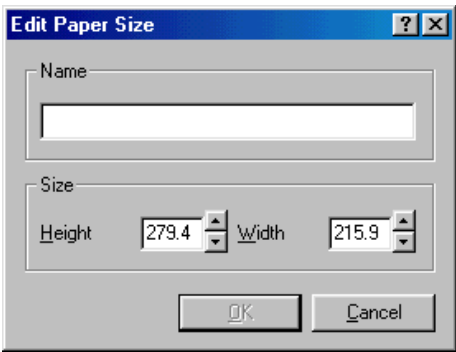 Edit Paper Size
Name
Size
Height 279.4 Width 215.9
OK Cancel